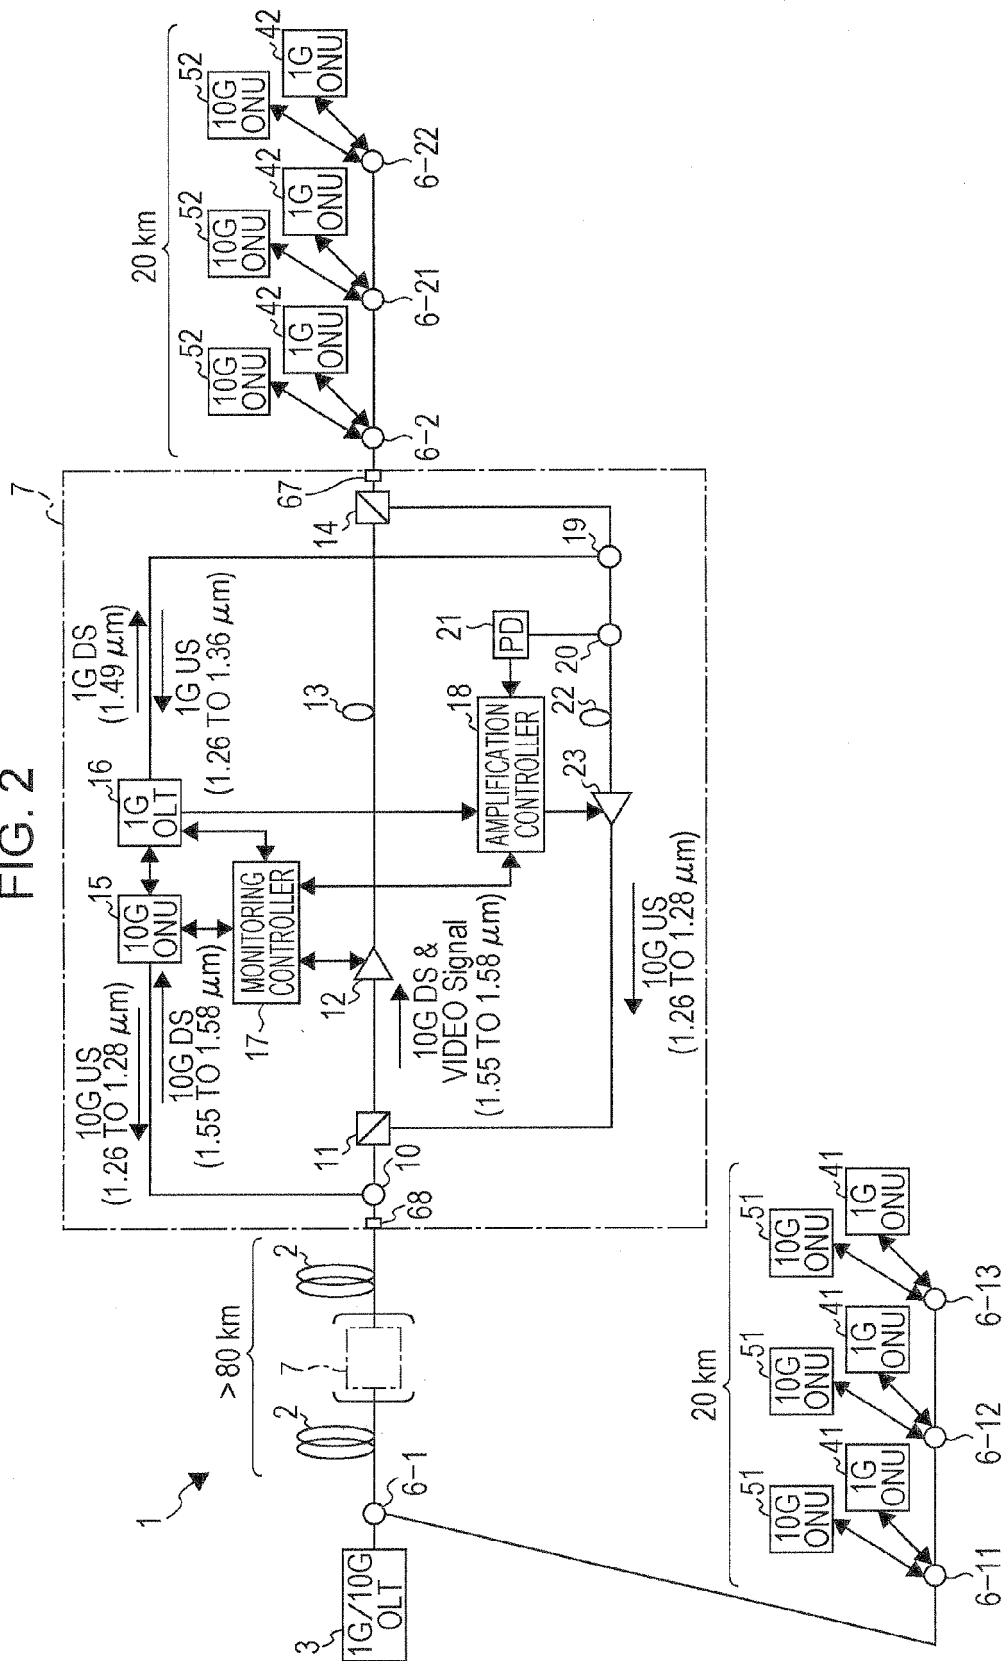 FIG. 2
1
3
1G/10G
OLT
6-1
>80 km
2
7
2
68
10
11
7
10G US
(1.26 TO 1.28 μm)
10G DS
(1.55 TO 1.58 μm)
15
10G
ONU
16
1G
OLT
1G DS
(1.49 μm)
1G US
(1.26 TO 1.36 μm)
17
MONITORING
CONTROLLER
12
10G DS &
VIDEO Signal
(1.55 TO 1.58 μm)
13
14
67
18
AMPLIFICATION
CONTROLLER
21
PD
19
20
22
23
10G US
(1.26 TO 1.28 μm)
20 km
52
10G
ONU
42
1G
ONU
52
10G
ONU
42
1G
ONU
52
10G
ONU
42
1G
ONU
6-2
6-21
6-22
20 km
51
10G
ONU
41
1G
ONU
51
10G
ONU
41
1G
ONU
51
10G
ONU
41
1G
ONU
6-11
6-12
6-13